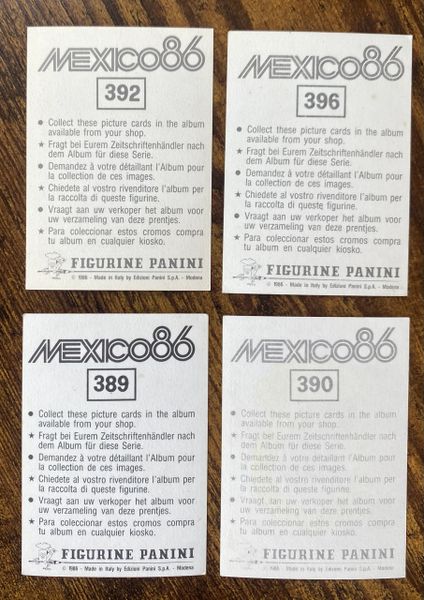 MEXICO86
392
● Collect these picture cards in the album
available from your shop.
★ Fragt bei Eurem Zeitschriftenhändler nach
dem Album für diese Serie.
● Demandez à votre détaillant l'Album pour
la collection de ces images.
★ Chiedete al vostro rivenditore l'album per
la raccolta di queste figurine.
● Vraagt aan uw verkoper het album voor
uw verzameling van deze prentjes.
★ Para coleccionar estos cromos compra
tu album en cualquier kiosko.
FIGURINE PANINI
© 1986 - Made in Italy by Edizioni Panini S.p.A. - Modena
MEXICO86
396
● Collect these picture cards in the album
available from your shop.
★ Fragt bei Eurem Zeitschriftenhändler nach
dem Album für diese Serie.
● Demandez à votre détaillant l'Album pour
la collection de ces images.
★ Chiedete al vostro rivenditore l'album per
la raccolta di queste figurine.
● Vraagt aan uw verkoper het album voor
uw verzameling van deze prentjes.
★ Para coleccionar estos cromos compra
tu album en cualquier kiosko.
FIGURINE PANINI
© 1986 - Made in Italy by Edizioni Panini S.p.A. - Modena
MEXICO86
389
● Collect these picture cards in the album
available from your shop.
★ Fragt bei Eurem Zeitschriftenhändler nach
dem Album für diese Serie.
● Demandez à votre détaillant l'Album pour
la collection de ces images.
★ Chiedete al vostro rivenditore l'album per
la raccolta di queste figurine.
● Vraagt aan uw verkoper het album voor
uw verzameling van deze prentjes.
★ Para coleccionar estos cromos compra
tu album en cualquier kiosko.
FIGURINE PANINI
© 1986 - Made in Italy by Edizioni Panini S.p.A. - Modena
MEXICO86
390
● Collect these picture cards in the album
available from your shop.
★ Fragt bei Eurem Zeitschriftenhändler nach
dem Album für diese Serie.
● Demandez à votre détaillant l'Album pour
la collection de ces images.
★ Chiedete al vostro rivenditore l'album per
la raccolta di queste figurine.
● Vraagt aan uw verkoper het album voor
uw verzameling van deze prentjes.
★ Para coleccionar estos cromos compra
tu album en cualquier kiosko.
FIGURINE PANINI
© 1986 - Made in Italy by Edizioni Panini S.p.A. - Modena